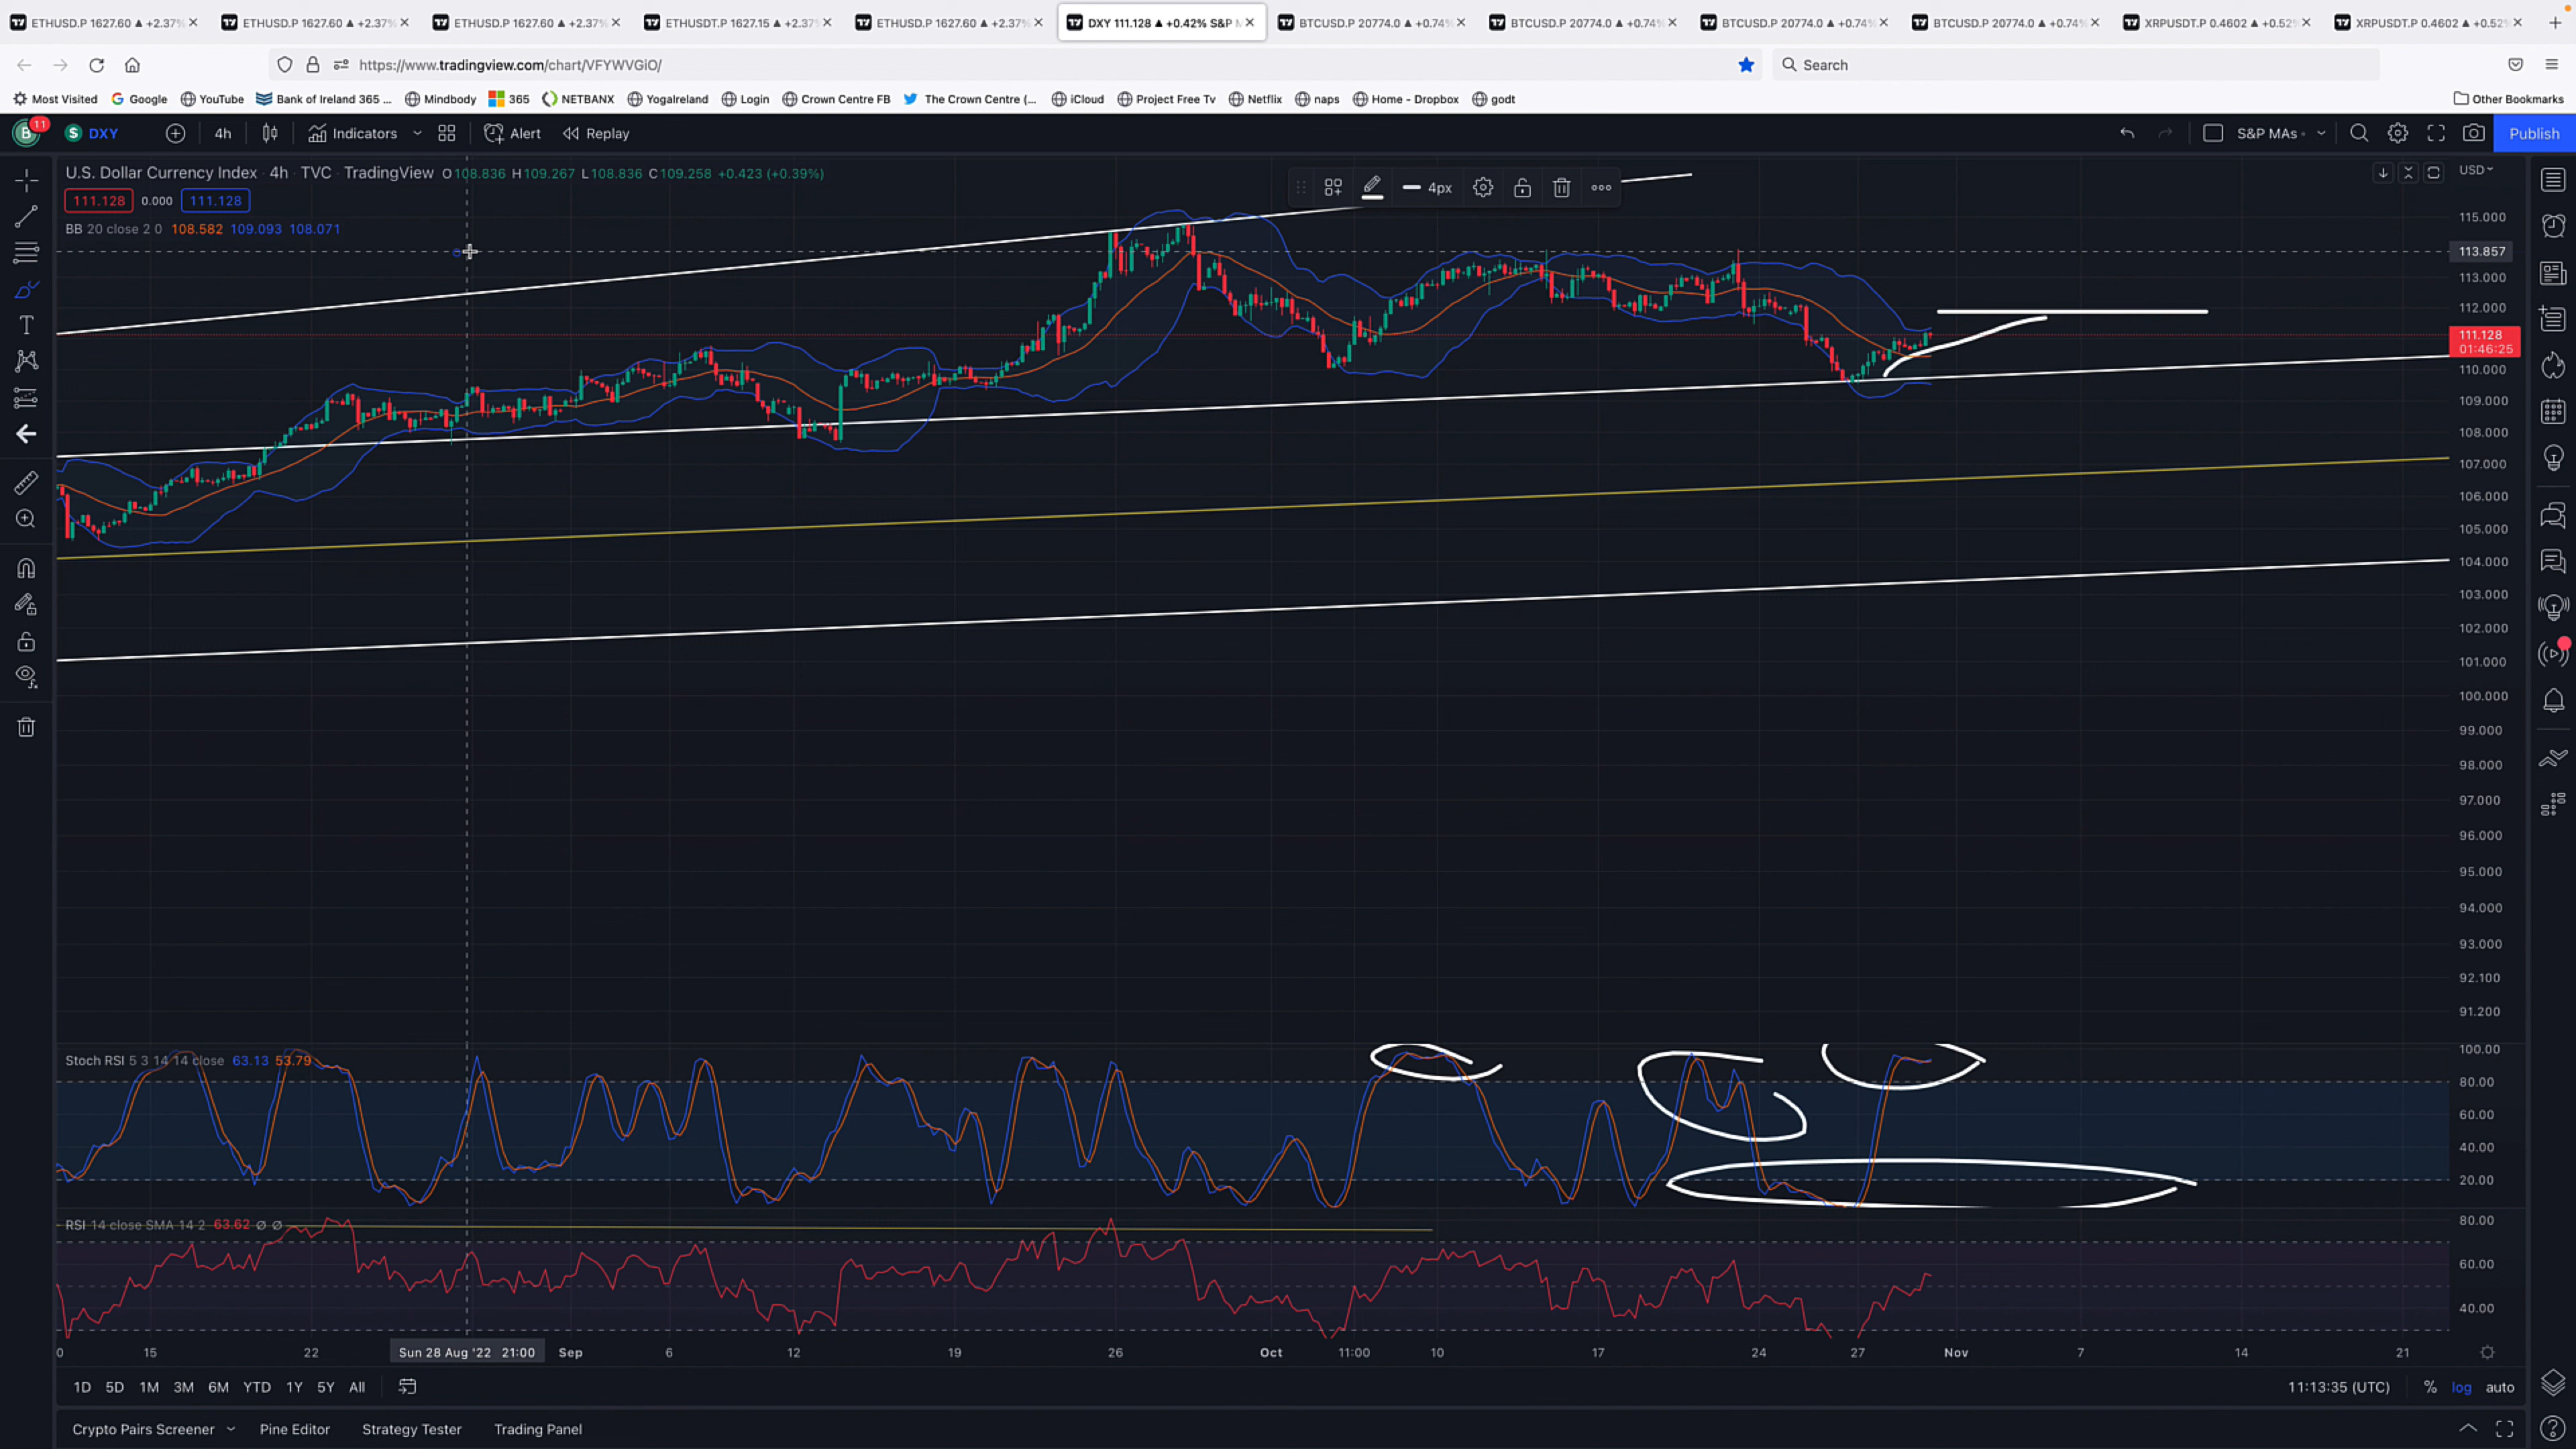 ETHUSD.P 1627.60 ▲ +2.37% ETHUSD.P 1627.60 ▲ +2.37% ETHUSD.P 1627.60 ▲ +2.37% ETHUSDT.P 1627.15 ▲ +2.37% ETHUSD.P 1627.60 ▲ +2.37% DXY 111.128 ▲ +0.42% S&P M BTCUSD.P 20774.0 ▲ +0.74% BTCUSD.P 20774.0 ▲ +0.74% BTCUSD.P 20774.0 ▲ +0.74% BTCUSD.P 20774.0 ▲ +0.74% XRPUSDT.P 0.4602 ▲ +0.52 XRPUSDT.P 0.4602 ▲ +0.52
https://www.tradingview.com/chart/VFYWVGiO/ Search
Most Visited Google YouTube Bank of Ireland 365 ... Mindbody 365 NETBANX YogaIreland Login Crown Centre FB The Crown Centre (... iCloud Project Free Tv Netflix naps Home - Dropbox godt Other Bookmarks
B 11 DXY 4h Indicators Alert Replay S&P MAs Publish
U.S. Dollar Currency Index · 4h · TVC · TradingView O108.836 H109.267 L108.836 C109.258 +0.423 (+0.39%) USD
4px
111.128 0.000 111.128
BB 20 close 2 0 108.582 109.093 108.071
115.000
113.857
113.000
112.000
111.128
01:46:25
110.000
109.000
108.000
107.000
106.000
105.000
104.000
103.000
102.000
101.000
100.000
99.000
98.000
97.000
96.000
95.000
94.000
93.000
92.100
91.200
Stoch RSI 5 3 14 14 close 63.13 53.79
100.00
80.00
60.00
40.00
20.00
RSI 14 close SMA 14 2 63.62 ∅ ∅
80.00
60.00
40.00
0 15 22 Sun 28 Aug '22 21:00 Sep 6 12 19 26 Oct 11:00 10 17 24 27 Nov 7 14 21
1D 5D 1M 3M 6M YTD 1Y 5Y All 11:13:35 (UTC) % log auto
Crypto Pairs Screener Pine Editor Strategy Tester Trading Panel